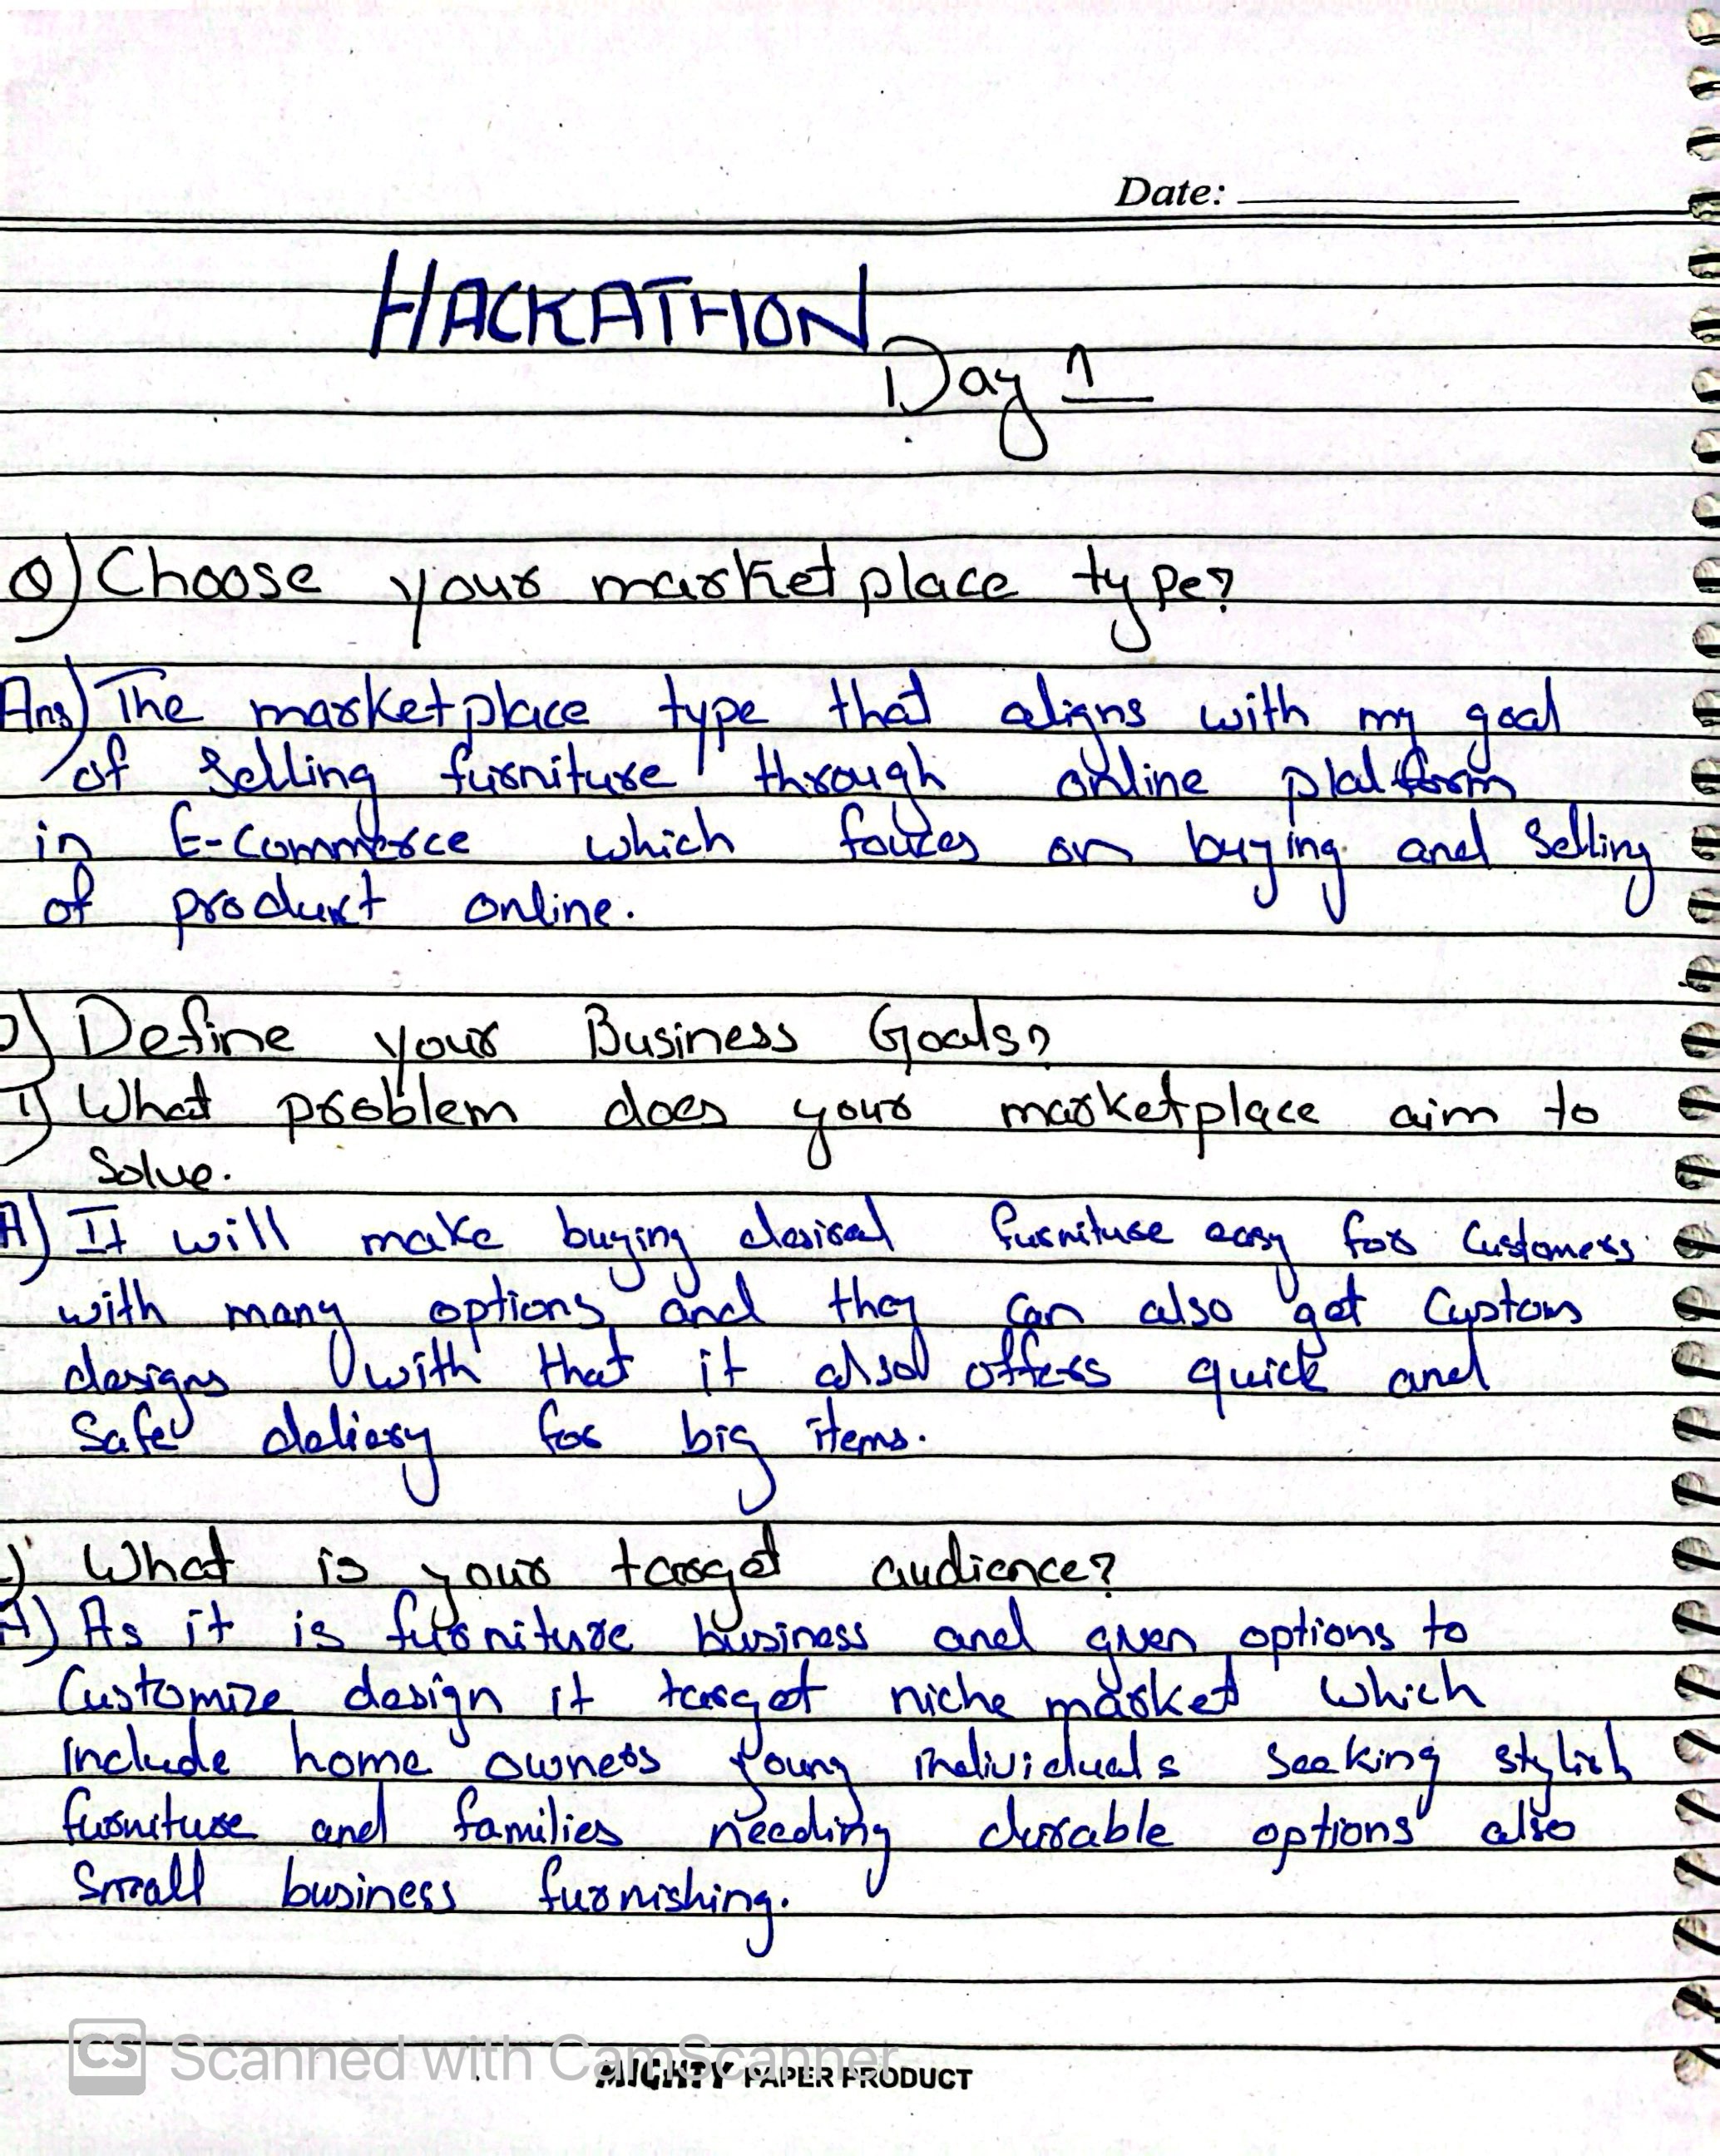 Date:
HACKATHON
Day 1
Q) Choose your marketplace type?
Ans) The marketplace type that aligns with my goal
of selling furniture through online platform
in E-Commerce which fouces on buying and Selling
of product online.
Q) Define your Business Goals?
1) What problem does your marketplace aim to
Solve.
A) It will make buying desired furniture easy for Customers
with many options and they can also get Custom
designs with that it also offers quick and
Safe deliery for big items.
2) What is your target audience?
A) As it is furniture business and given options to
Customize design it target niche market which
include home owners young individuals seeking stylish
furniture and families needing durable options also
Small business furnishing.
CS Scanned with CamScanner
MIGHTY PAPER PRODUCT